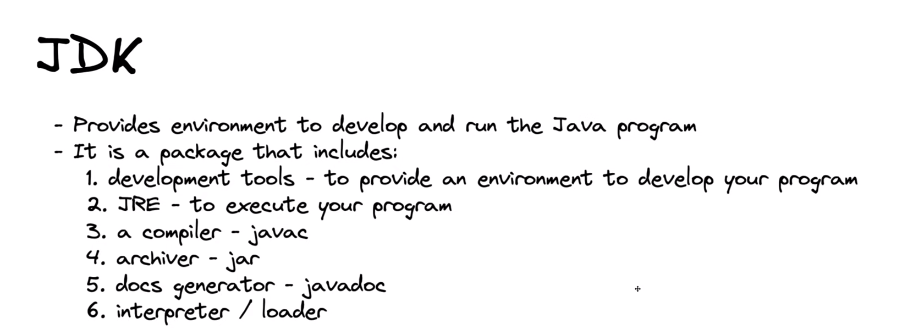 JDK
- Provides environment to develop and run the Java program
- It is a package that includes:
1. development tools - to provide an environment to develop your program
2. JRE - to execute your program
3. a compiler - javac
4. archiver - jar
5. docs generator - javadoc
6. interpreter / loader